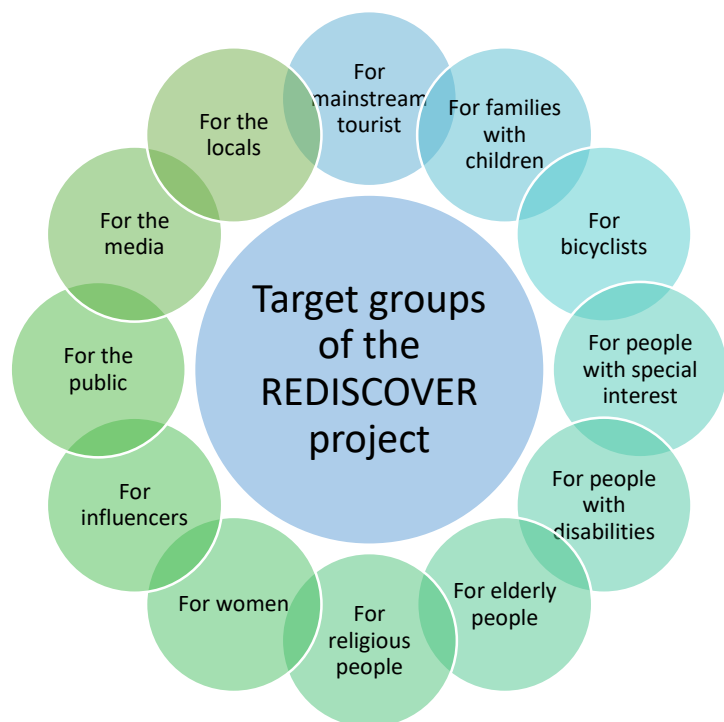 Target groups
of the
REDISCOVER
project
For
mainstream
tourist
For families
with
children
For
bicyclists
For people
with special
interest
For people
with
disabilities
For elderly
people
For
religious
people
For women
For
influencers
For the
public
For the
media
For the
locals